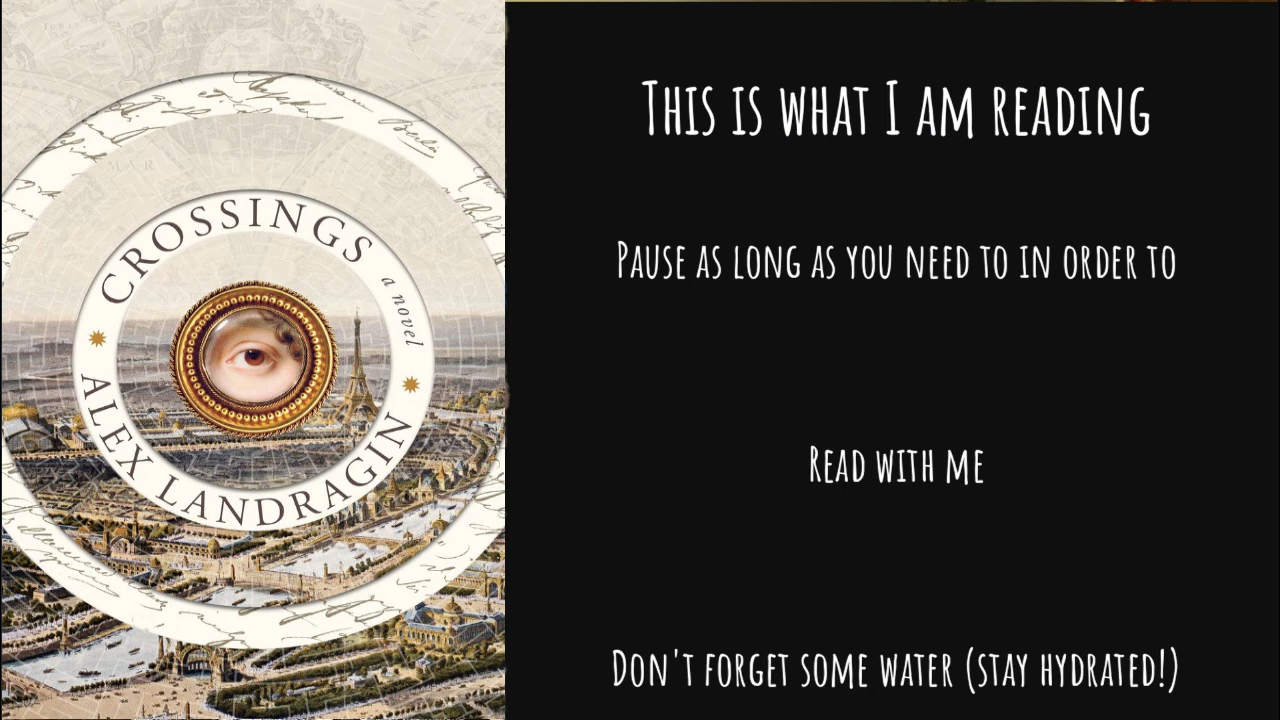 CROSSINGS
a novel
ALEX LANDRAGIN
THIS IS WHAT I AM READING
PAUSE AS LONG AS YOU NEED TO IN ORDER TO
READ WITH ME
DON'T FORGET SOME WATER (STAY HYDRATED!)